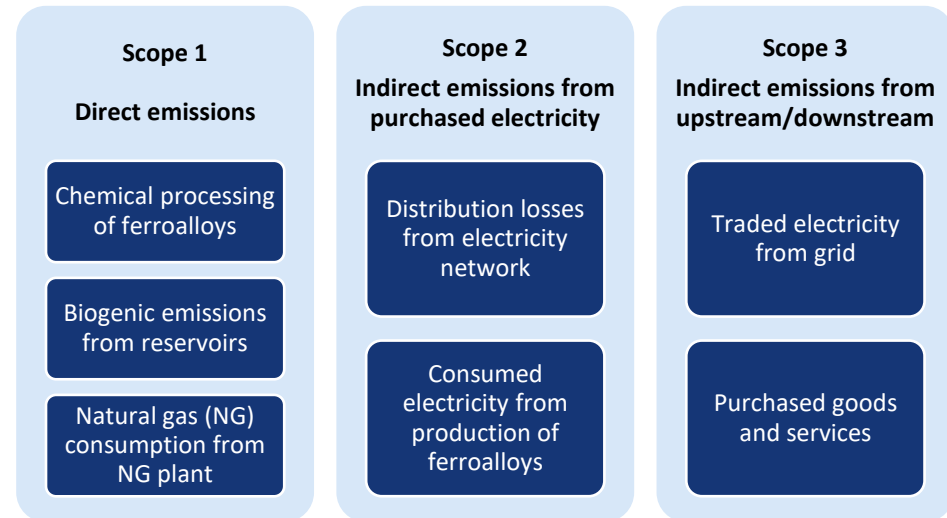 Scope 1
Direct emissions
Chemical processing
of ferroalloys
Biogenic emissions
from reservoirs
Natural gas (NG)
consumption from
NG plant
Scope 2
Indirect emissions from
purchased electricity
Distribution losses
from electricity
network
Consumed
electricity from
production of
ferroalloys
Scope 3
Indirect emissions from
upstream/downstream
Traded electricity
from grid
Purchased goods
and services